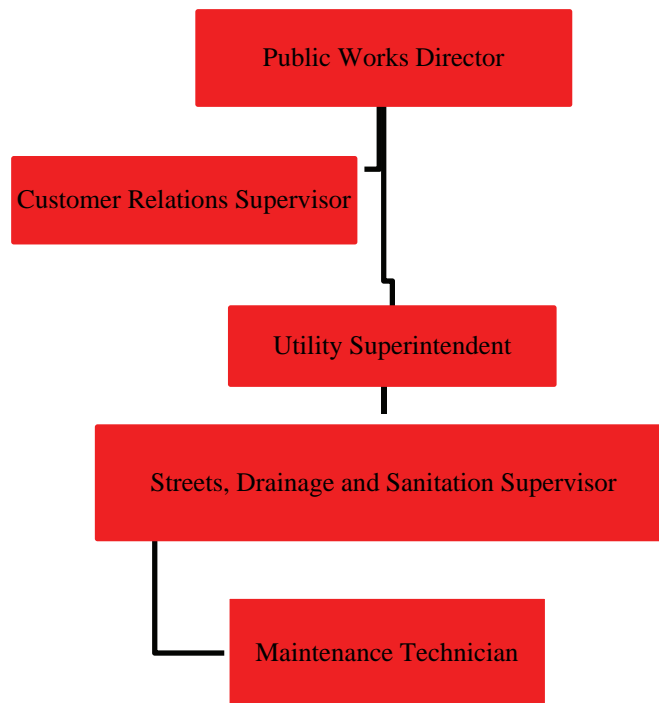 Public Works Director
Customer Relations Supervisor
Utility Superintendent
Streets, Drainage and Sanitation Supervisor
Maintenance Technician